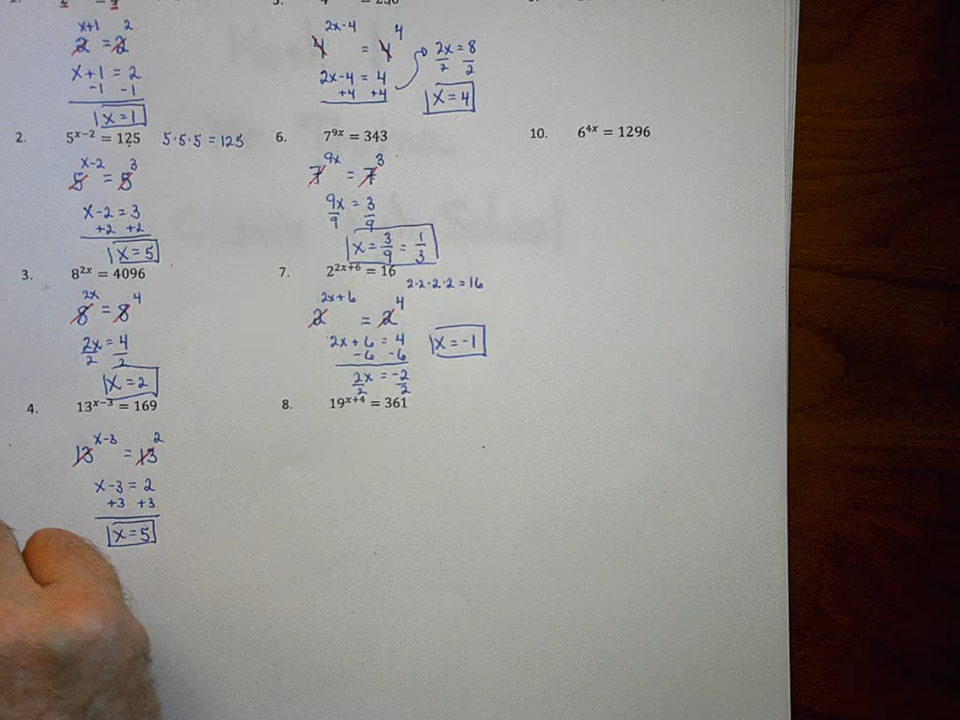 x+1 2
2 = 2
x+1 = 2
-1 -1
x = 1
2. 5^{x-2} = 125 5·5·5 = 125
x-2 3
5 = 5
x-2 = 3
+2 +2
x = 5
3. 8^{2x} = 4096
2x 4
8 = 8
2x = 4
2 2
x = 2
4. 13^{x-3} = 169
x-3 2
13 = 13
x-3 = 2
+3 +3
x = 5
2x-4 4
4 = 4
2x-4 = 4
+4 +4
2x = 8
2 2
x = 4
6. 7^{9x} = 343
9x 3
7 = 7
9x = 3
9 9
x = 3/9 = 1/3
7. 2^{2x+6} = 16
2·2·2·2 = 16
2x+6 4
2 = 2
2x+6 = 4
-6 -6
2x = -2
2 2
x = -1
8. 19^{x+4} = 361
10. 6^{4x} = 1296